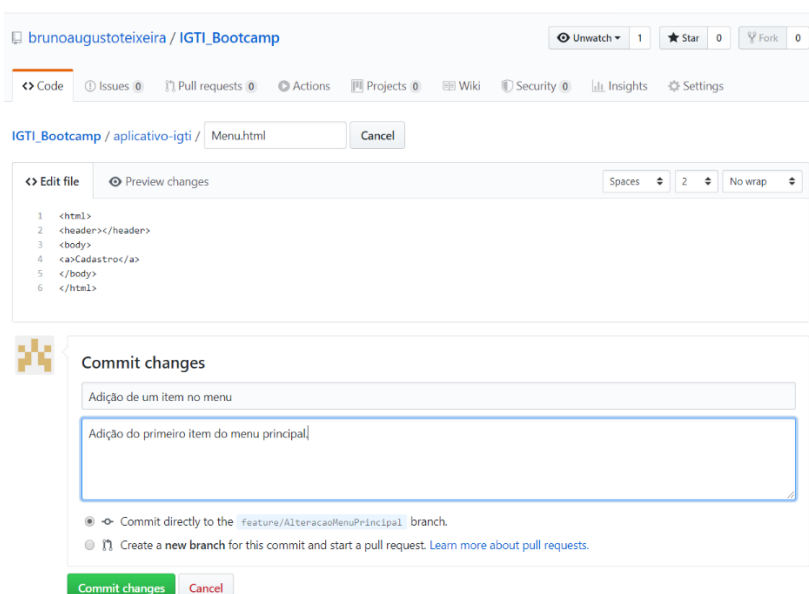 brunoaugustoteixeira / IGTI_Bootcamp
Unwatch 1 Star 0 Fork 0
<> Code Issues 0 Pull requests 0 Actions Projects 0 Wiki Security 0 Insights Settings
IGTI_Bootcamp / aplicativo-igti / Menu.html Cancel
<> Edit file Preview changes Spaces 2 No wrap
1 <html>
2 <header></header>
3 <body>
4 <a>Cadastro</a>
5 </body>
6 </html>
Commit changes
Adição de um item no menu
Adição do primeiro item do menu principal.
Commit directly to the feature/AlteracaoMenuPrincipal branch.
Create a new branch for this commit and start a pull request. Learn more about pull requests.
Commit changes Cancel